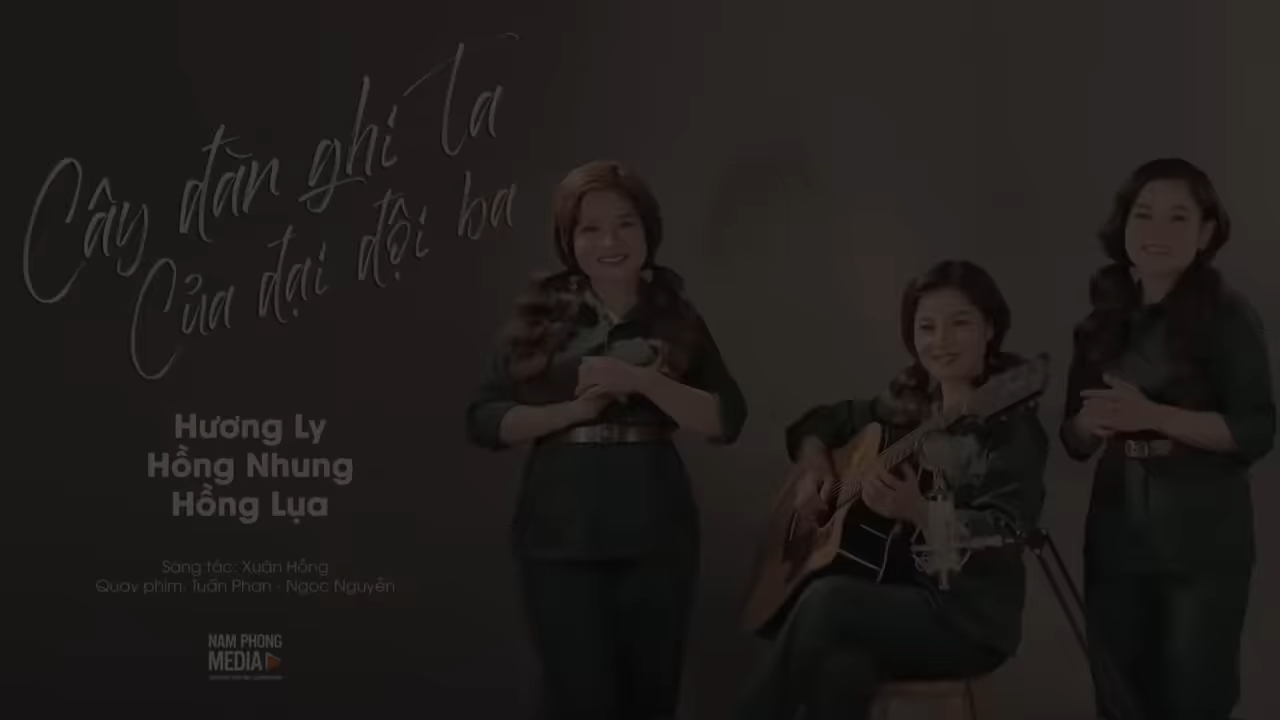 Cây đàn ghi ta
Của đại đội ba
Hương Ly
Hồng Nhung
Hồng Lụa
Sáng tác: Xuân Hồng
Quay phim: Tuấn Phan - Ngọc Nguyễn
NAM PHONG
MEDIA